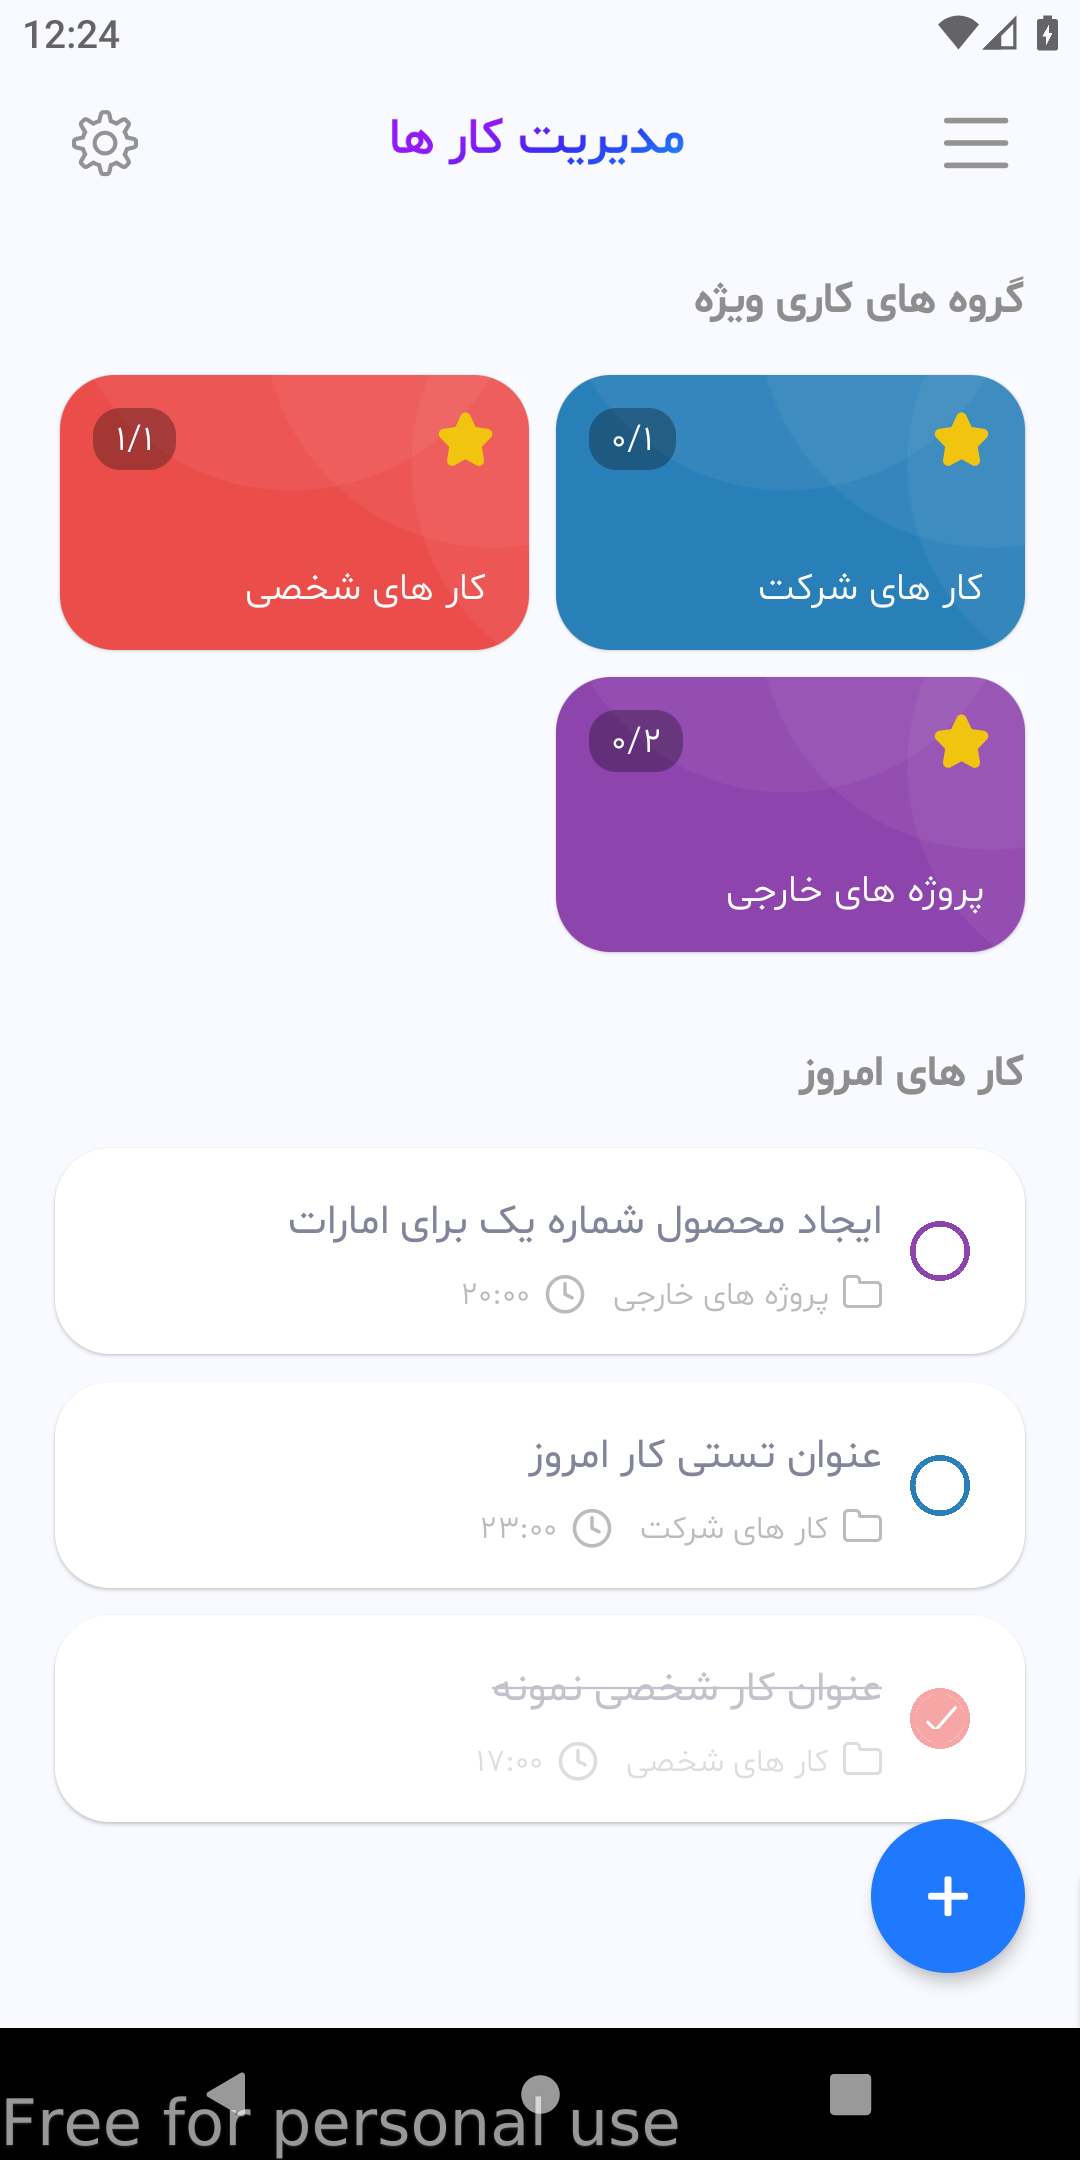 12:24
مدیریت کار ها
گروه های کاری ویژه
۰/۱
کار های شرکت
۱/۱
کار های شخصی
۰/۲
پروژه های خارجی
کار های امروز
ایجاد محصول شماره یک برای امارات
پروژه های خارجی ۲۰:۰۰
عنوان تستی کار امروز
کار های شرکت ۲۳:۰۰
عنوان کار شخصی نمونه
کار های شخصی ۱۷:۰۰
Free for personal use